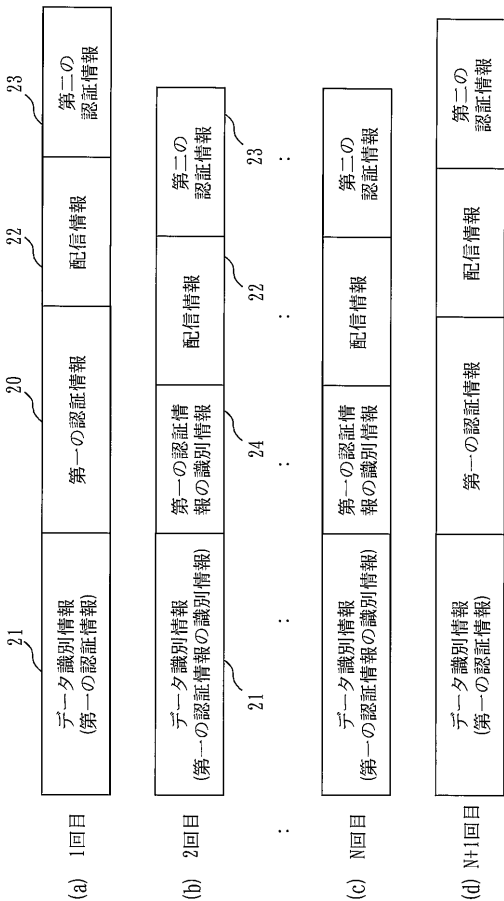 21
20
22
23
(a) 1回目
データ識別情報
(第一の認証情報)
第一の認証情報
配信情報
第二の
認証情報
(b) 2回目
データ識別情報
(第一の認証情報の識別情報)
第一の認証情
報の識別情報
配信情報
第二の
認証情報
21
24
22
23
:
:
:
:
:
(c) N回目
データ識別情報
(第一の認証情報の識別情報)
第一の認証情
報の識別情報
配信情報
第二の
認証情報
(d) N+1回目
データ識別情報
(第一の認証情報)
第一の認証情報
配信情報
第二の
認証情報